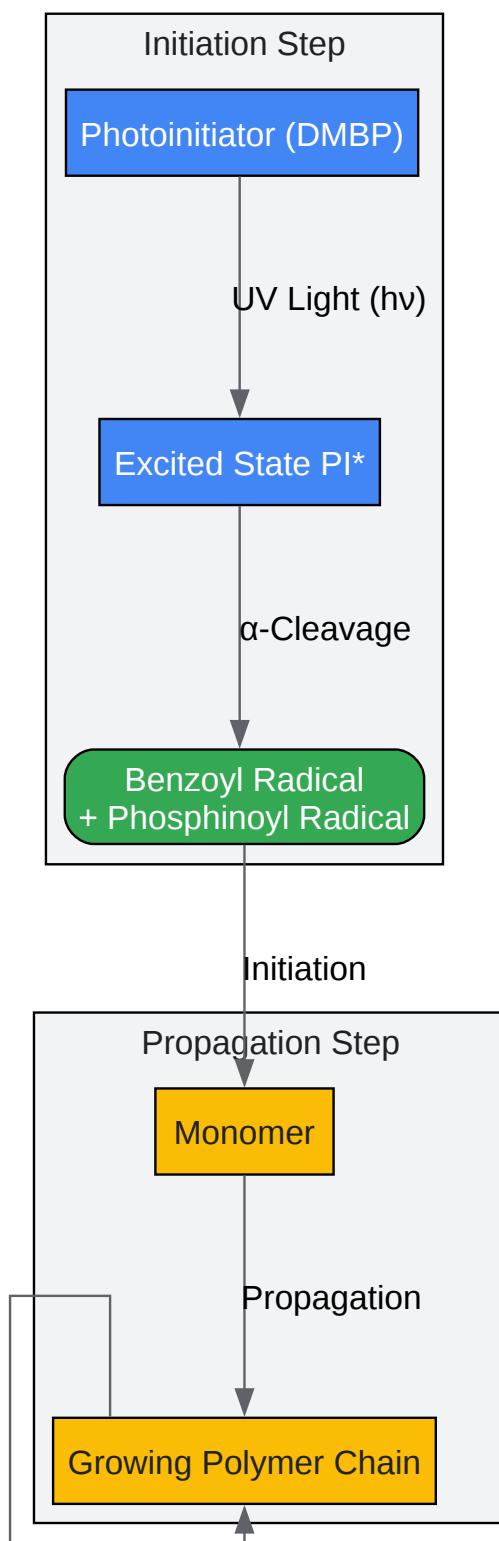 Initiation Step
Photoinitiator (DMBP)
UV Light (hν)
Excited State PI*
α-Cleavage
Benzoyl Radical
+ Phosphinoyl Radical
Initiation
Propagation Step
Monomer
Propagation
Growing Polymer Chain